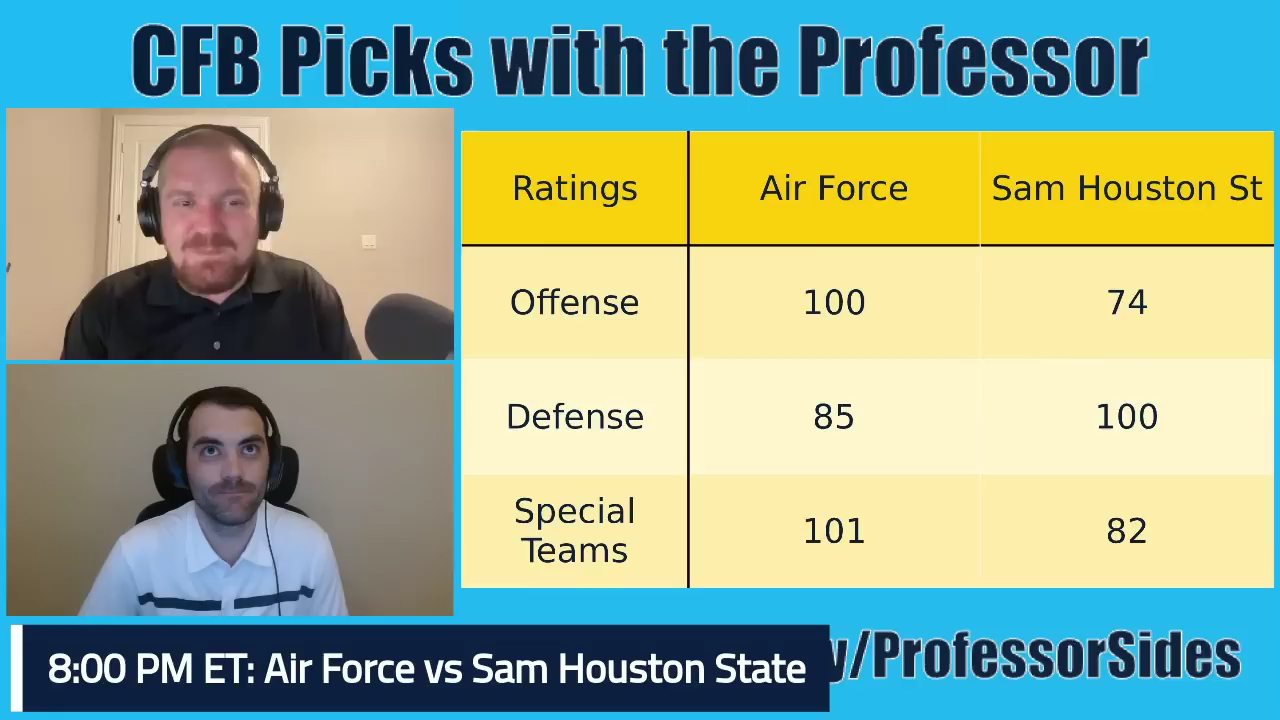 CFB Picks with the Professor
Ratings Air Force Sam Houston St
Offense 100 74
Defense 85 100
Special
Teams 101 82
8:00 PM ET: Air Force vs Sam Houston State
/ProfessorSides